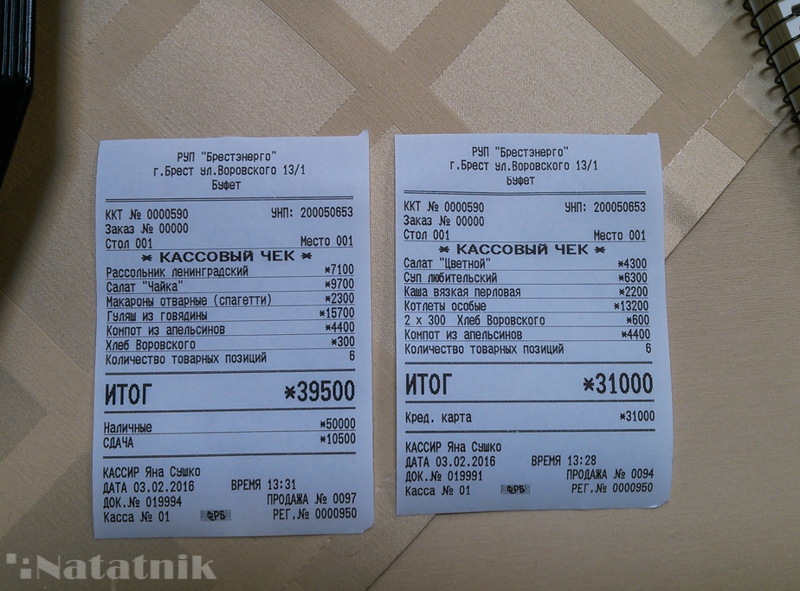 РУП "Брестэнерго"
г.Брест ул.Воровского 13/1
Буфет
ККТ № 0000590 УНП: 200050653
Заказ № 00000
Стол 001 Место 001
* КАССОВЫЙ ЧЕК *
Рассольник ленинградский *7100
Салат "Чайка" *9700
Макароны отварные (спагетти) *2300
Гуляш из говядины *15700
Компот из апельсинов *4400
Хлеб Воровского *300
Количество товарных позиций 6
ИТОГ *39500
Наличные *50000
СДАЧА *10500
КАССИР Яна Сушко
ДАТА 03.02.2016 ВРЕМЯ 13:31
ДОК.№ 019994 ПРОДАЖА № 0097
Касса № 01 ФРБ РЕГ.№ 0000950
РУП "Брестэнерго"
г.Брест ул.Воровского 13/1
Буфет
ККТ № 0000590 УНП: 200050653
Заказ № 00000
Стол 001 Место 001
* КАССОВЫЙ ЧЕК *
Салат "Цветной" *4300
Суп любительский *6300
Каша вязкая перловая *2200
Котлеты особые *13200
2 x 300 Хлеб Воровского *600
Компот из апельсинов *4400
Количество товарных позиций 6
ИТОГ *31000
Кред. карта *31000
КАССИР Яна Сушко
ДАТА 03.02.2016 ВРЕМЯ 13:28
ДОК.№ 019991 ПРОДАЖА № 0094
Касса № 01 ФРБ РЕГ.№ 0000950
Natatnik